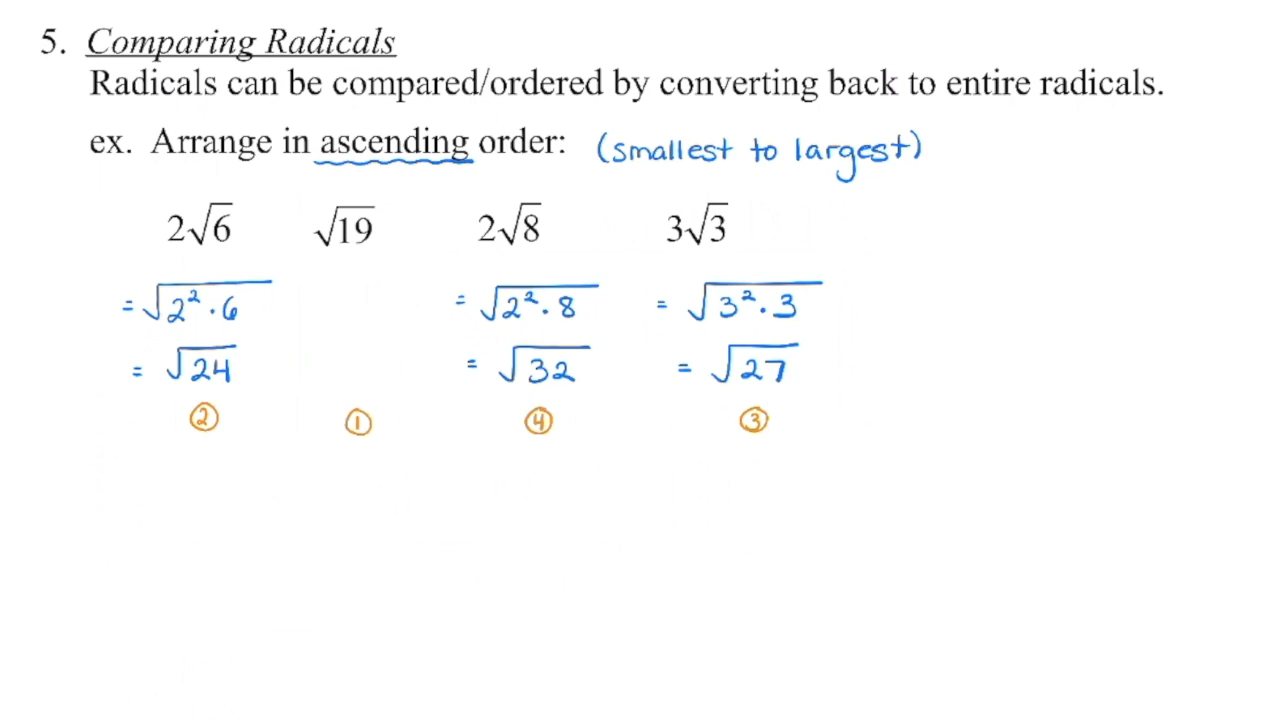 5. Comparing Radicals
Radicals can be compared/ordered by converting back to entire radicals.
ex. Arrange in ascending order: (smallest to largest)
2√6 √19 2√8 3√3
= √2² · 6 = √2² · 8 = √3² · 3
= √24 = √32 = √27
② ① ④ ③